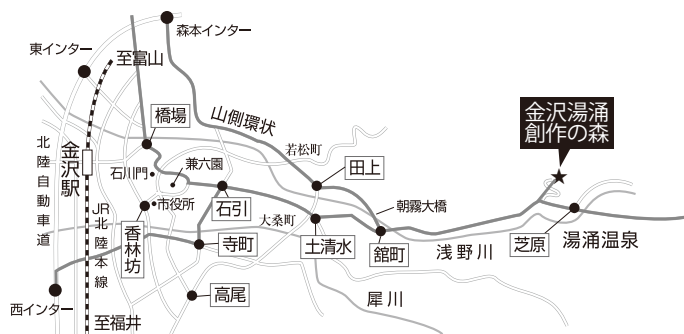 森本インター
東インター
至富山
橋場
山側環状
金沢湯涌
創作の森
北陸自動車道
金沢駅
石川門
兼六園
若松町
田上
市役所
石引
朝霧大橋
JR北陸本線
香林坊
大桑町
寺町
土清水
舘町
浅野川
芝原
湯涌温泉
西インター
高尾
犀川
至福井